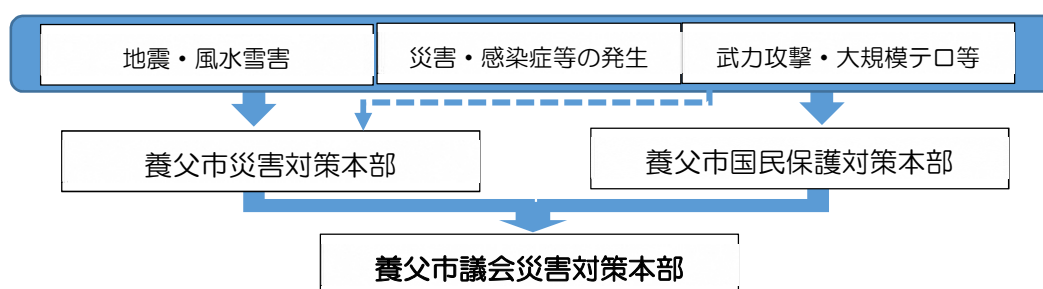 地震・風水雪害
災害・感染症等の発生
武力攻撃・大規模テロ等
養父市災害対策本部
養父市国民保護対策本部
養父市議会災害対策本部